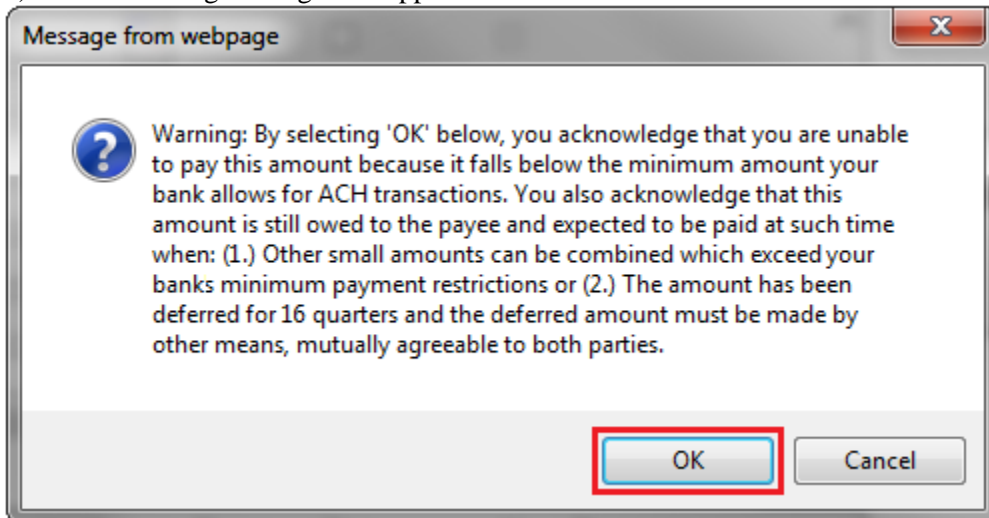 Message from webpage
Warning: By selecting 'OK' below, you acknowledge that you are unable
to pay this amount because it falls below the minimum amount your
bank allows for ACH transactions. You also acknowledge that this
amount is still owed to the payee and expected to be paid at such time
when: (1.) Other small amounts can be combined which exceed your
banks minimum payment restrictions or (2.) The amount has been
deferred for 16 quarters and the deferred amount must be made by
other means, mutually agreeable to both parties.
OK
Cancel